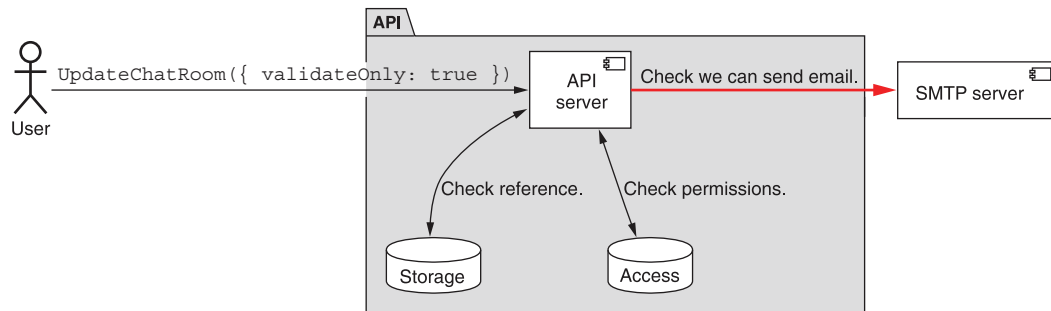 API
UpdateChatRoom({ validateOnly: true })
API
server
Check we can send email.
SMTP server
User
Check reference.
Check permissions.
Storage
Access